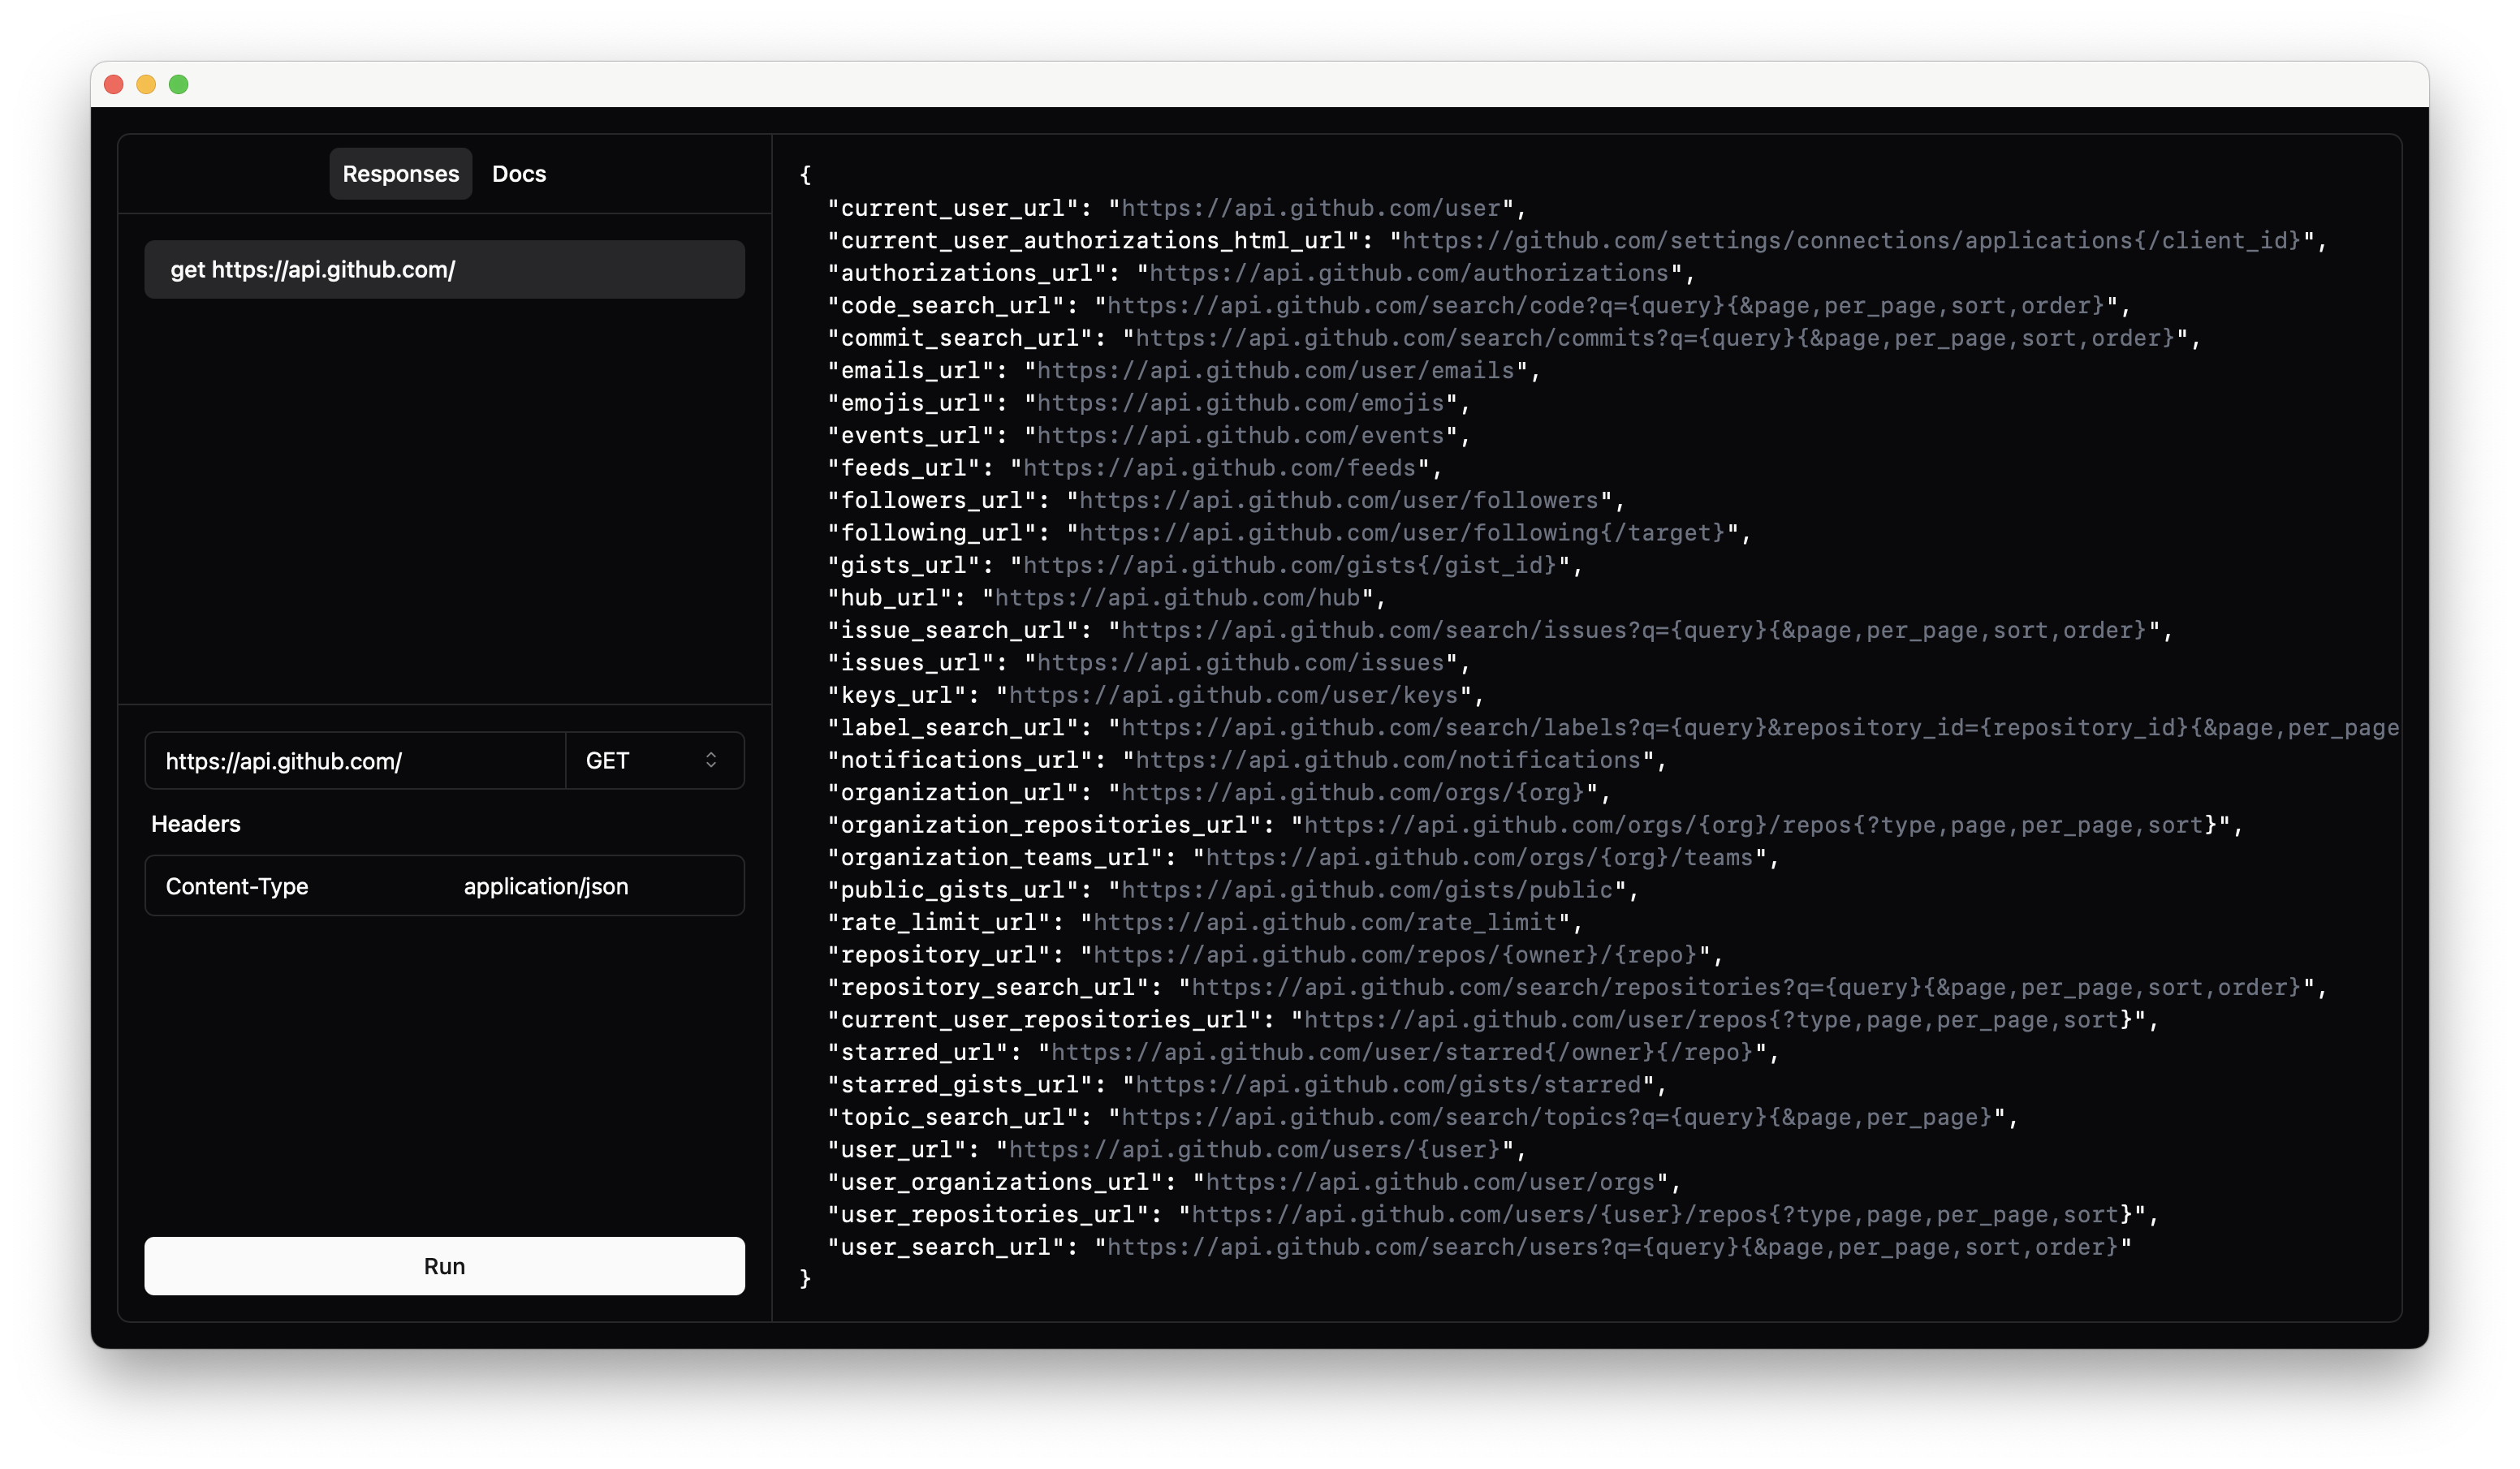 Responses Docs
get https://api.github.com/
https://api.github.com/ GET
Headers
Content-Type application/json
Run
{
  "current_user_url": "https://api.github.com/user",
  "current_user_authorizations_html_url": "https://github.com/settings/connections/applications{/client_id}",
  "authorizations_url": "https://api.github.com/authorizations",
  "code_search_url": "https://api.github.com/search/code?q={query}{&page,per_page,sort,order}",
  "commit_search_url": "https://api.github.com/search/commits?q={query}{&page,per_page,sort,order}",
  "emails_url": "https://api.github.com/user/emails",
  "emojis_url": "https://api.github.com/emojis",
  "events_url": "https://api.github.com/events",
  "feeds_url": "https://api.github.com/feeds",
  "followers_url": "https://api.github.com/user/followers",
  "following_url": "https://api.github.com/user/following{/target}",
  "gists_url": "https://api.github.com/gists{/gist_id}",
  "hub_url": "https://api.github.com/hub",
  "issue_search_url": "https://api.github.com/search/issues?q={query}{&page,per_page,sort,order}",
  "issues_url": "https://api.github.com/issues",
  "keys_url": "https://api.github.com/user/keys",
  "label_search_url": "https://api.github.com/search/labels?q={query}&repository_id={repository_id}{&page,per_page
  "notifications_url": "https://api.github.com/notifications",
  "organization_url": "https://api.github.com/orgs/{org}",
  "organization_repositories_url": "https://api.github.com/orgs/{org}/repos{?type,page,per_page,sort}",
  "organization_teams_url": "https://api.github.com/orgs/{org}/teams",
  "public_gists_url": "https://api.github.com/gists/public",
  "rate_limit_url": "https://api.github.com/rate_limit",
  "repository_url": "https://api.github.com/repos/{owner}/{repo}",
  "repository_search_url": "https://api.github.com/search/repositories?q={query}{&page,per_page,sort,order}",
  "current_user_repositories_url": "https://api.github.com/user/repos{?type,page,per_page,sort}",
  "starred_url": "https://api.github.com/user/starred{/owner}{/repo}",
  "starred_gists_url": "https://api.github.com/gists/starred",
  "topic_search_url": "https://api.github.com/search/topics?q={query}{&page,per_page}",
  "user_url": "https://api.github.com/users/{user}",
  "user_organizations_url": "https://api.github.com/user/orgs",
  "user_repositories_url": "https://api.github.com/users/{user}/repos{?type,page,per_page,sort}",
  "user_search_url": "https://api.github.com/search/users?q={query}{&page,per_page,sort,order}"
}